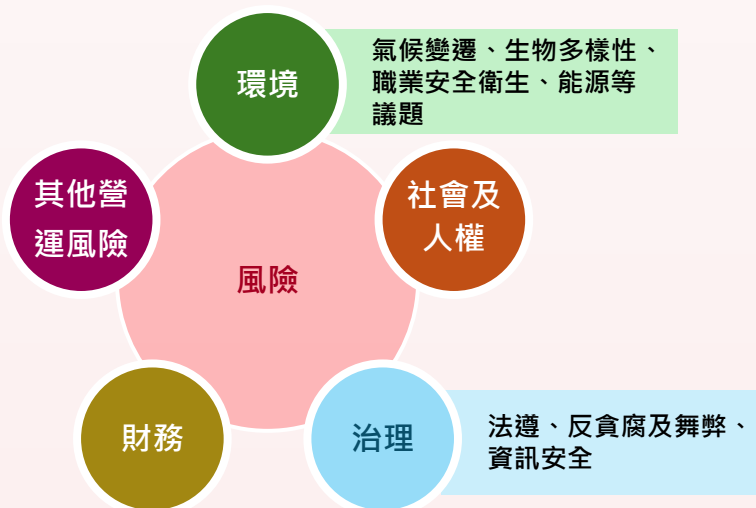 環境
氣候變遷、生物多樣性、
職業安全衛生、能源等
議題
其他營
運風險
社會及
人權
風險
財務
治理
法遵、反貪腐及舞弊、
資訊安全